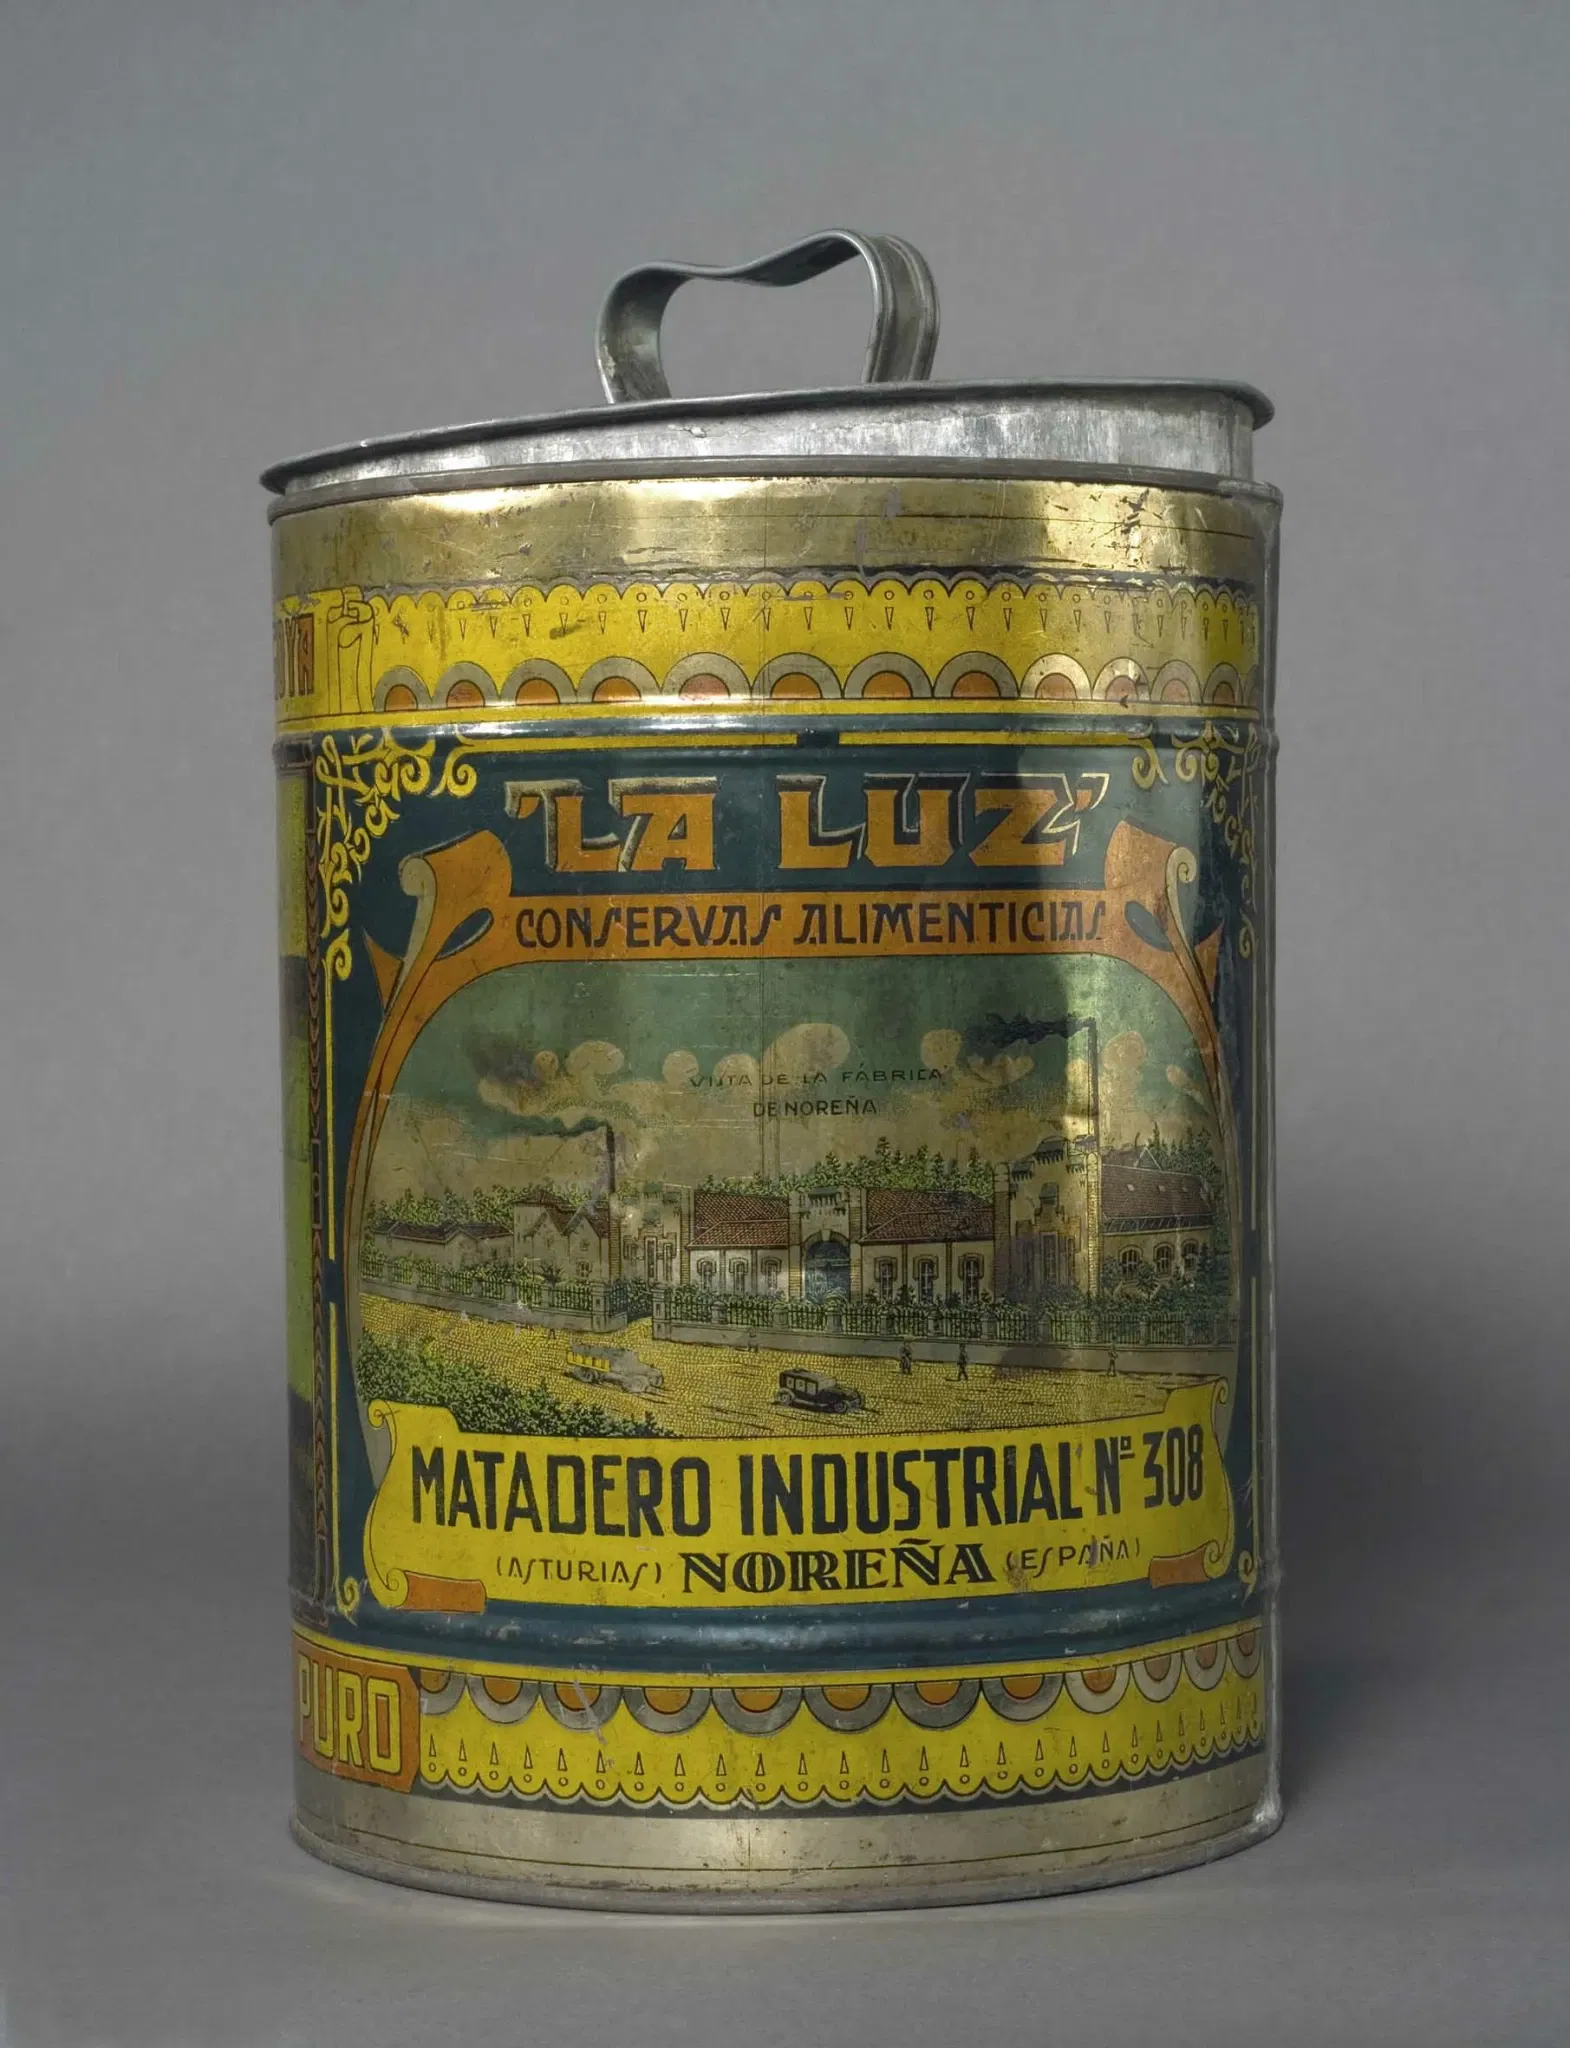 'LA LUZ'
CONSERVAS ALIMENTICIAS
VISTA DE LA FÁBRICA
DE NOREÑA
MATADERO INDUSTRIAL Nº 308
(ASTURIAS) NOREÑA (ESPAÑA)
PURO